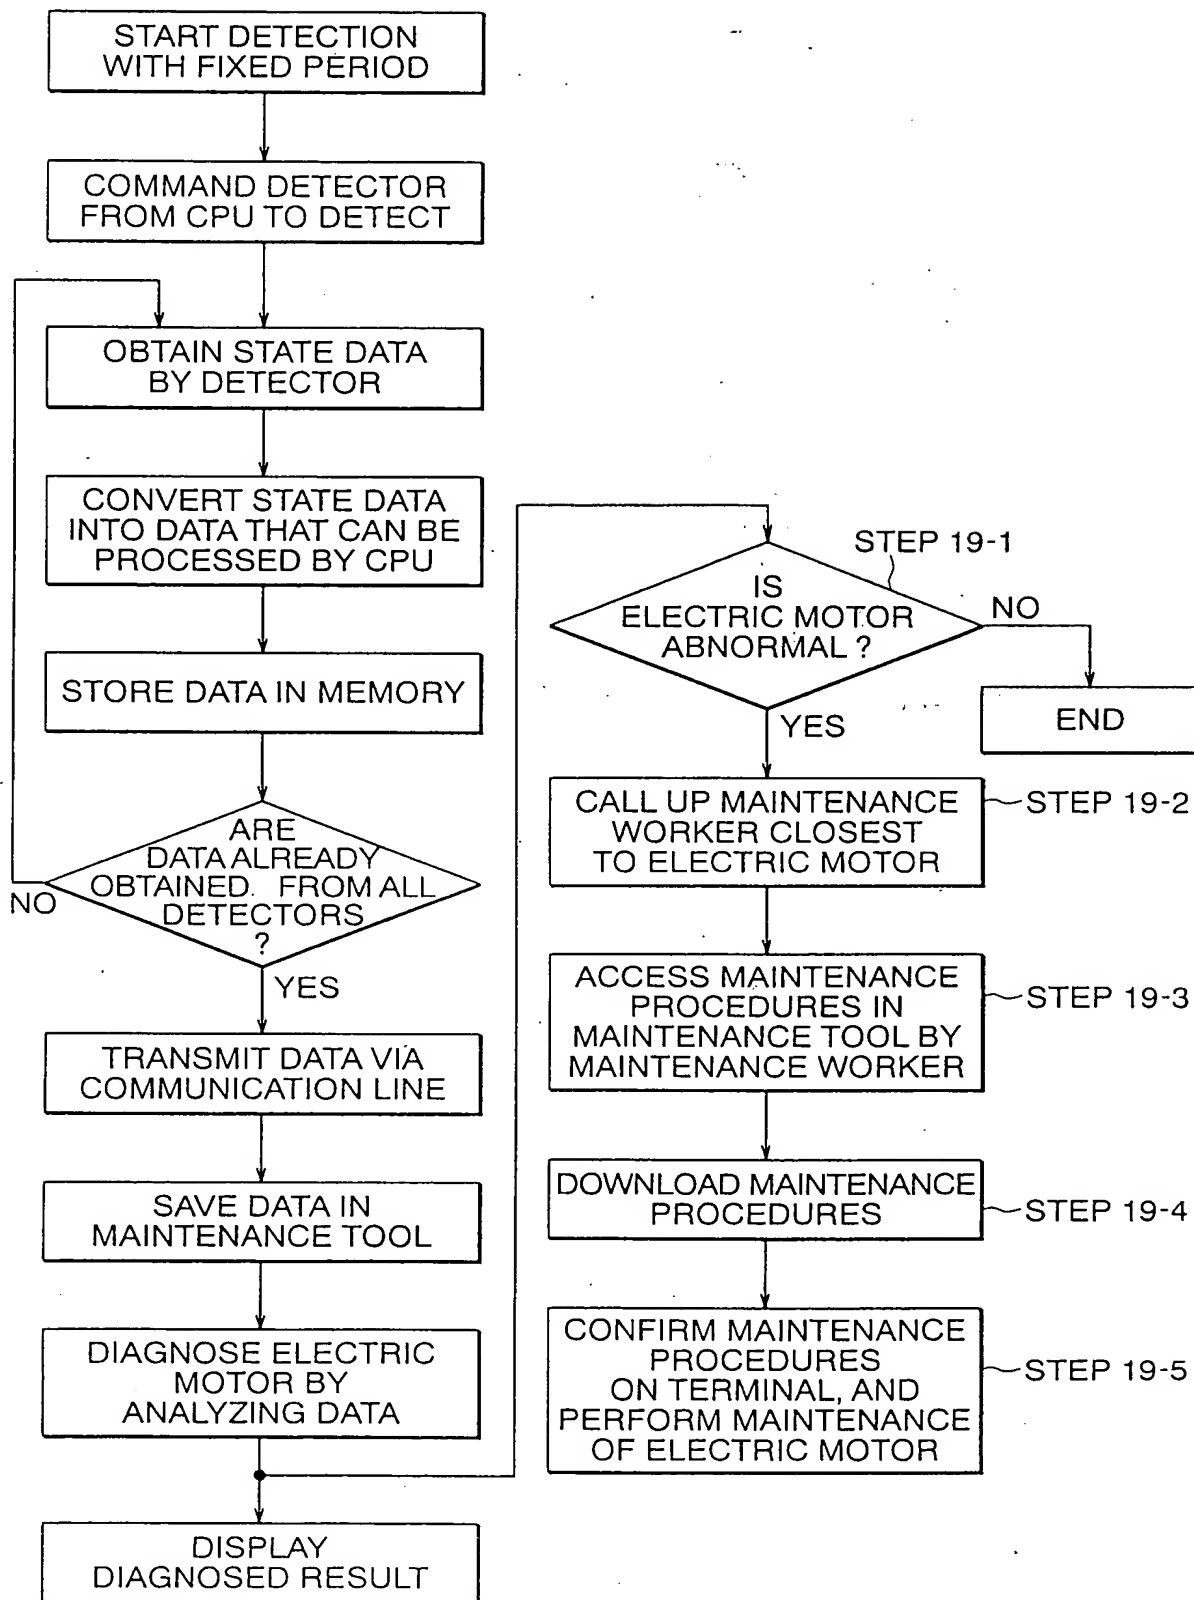 START DETECTION
WITH FIXED PERIOD
COMMAND DETECTOR
FROM CPU TO DETECT
OBTAIN STATE DATA
BY DETECTOR
CONVERT STATE DATA
INTO DATA THAT CAN BE
PROCESSED BY CPU
STORE DATA IN MEMORY
ARE
DATA ALREADY
OBTAINED. FROM ALL
DETECTORS
?
NO
YES
TRANSMIT DATA VIA
COMMUNICATION LINE
SAVE DATA IN
MAINTENANCE TOOL
DIAGNOSE ELECTRIC
MOTOR BY
ANALYZING DATA
DISPLAY
DIAGNOSED RESULT
STEP 19-1
IS
ELECTRIC MOTOR
ABNORMAL ?
NO
END
YES
CALL UP MAINTENANCE
WORKER CLOSEST
TO ELECTRIC MOTOR
STEP 19-2
ACCESS MAINTENANCE
PROCEDURES IN
MAINTENANCE TOOL BY
MAINTENANCE WORKER
STEP 19-3
DOWNLOAD MAINTENANCE
PROCEDURES
STEP 19-4
CONFIRM MAINTENANCE
PROCEDURES
ON TERMINAL, AND
PERFORM MAINTENANCE
OF ELECTRIC MOTOR
STEP 19-5